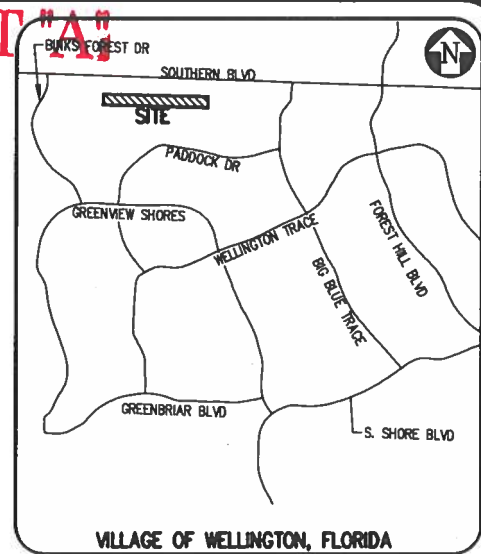 T "A"
BINKS FOREST DR
N
SOUTHERN BLVD
SITE
PADDOCK DR
GREENVIEW SHORES
WELLINGTON TRACE
FOREST HILL BLVD
BIG BLUE TRACE
GREENBRIAR BLVD
S. SHORE BLVD
VILLAGE OF WELLINGTON, FLORIDA